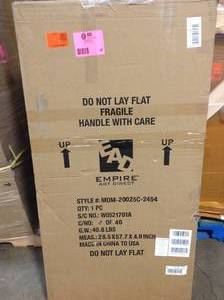 DO NOT LAY FLAT
FRAGILE
HANDLE WITH CARE
UP
UP
EAD
EMPIRE
ART DIRECT
STYLE #: MOM-20025C-2454
QTY: 1 PC
S/C NO.: WD521701A
C/NO: OF 40
G.W.: 40.8 LBS
MEAS.: 28.5 X 57.7 X 4.9 INCH
MADE IN CHINA TO USA
DO NOT LAY FLAT